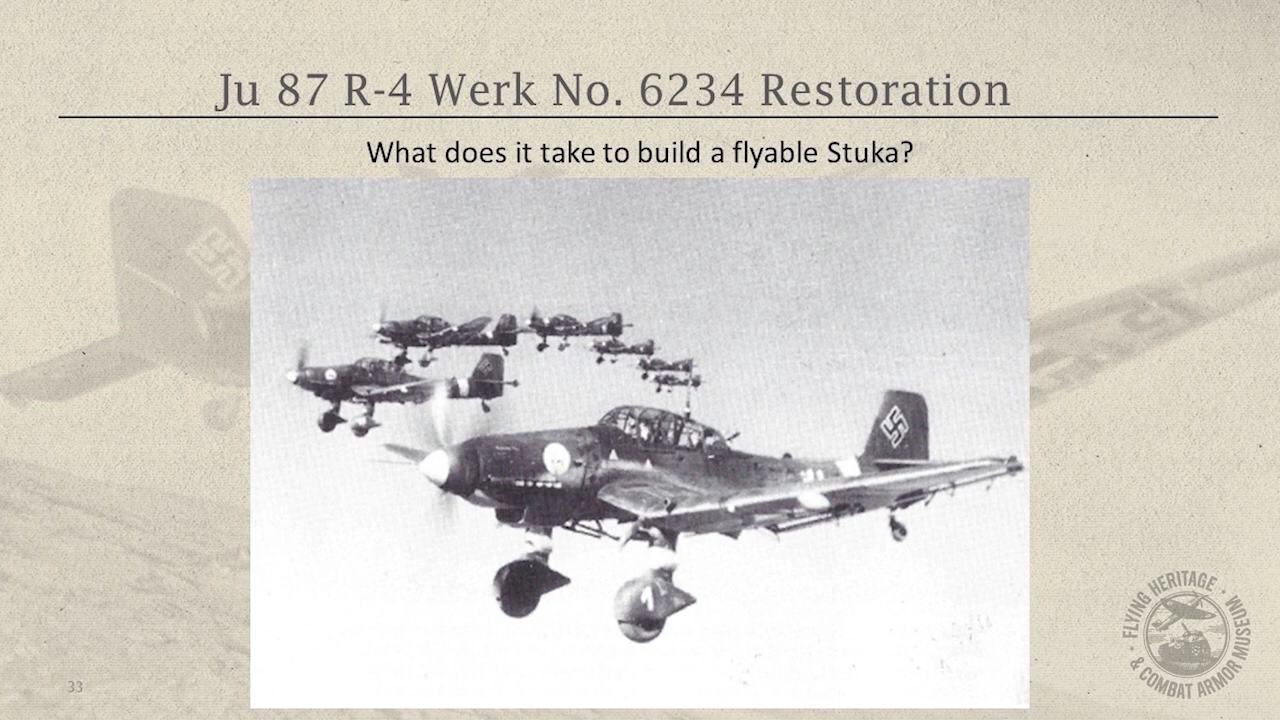 Ju 87 R-4 Werk No. 6234 Restoration
What does it take to build a flyable Stuka?
33
· FLYING HERITAGE ·
& COMBAT ARMOR MUSEUM